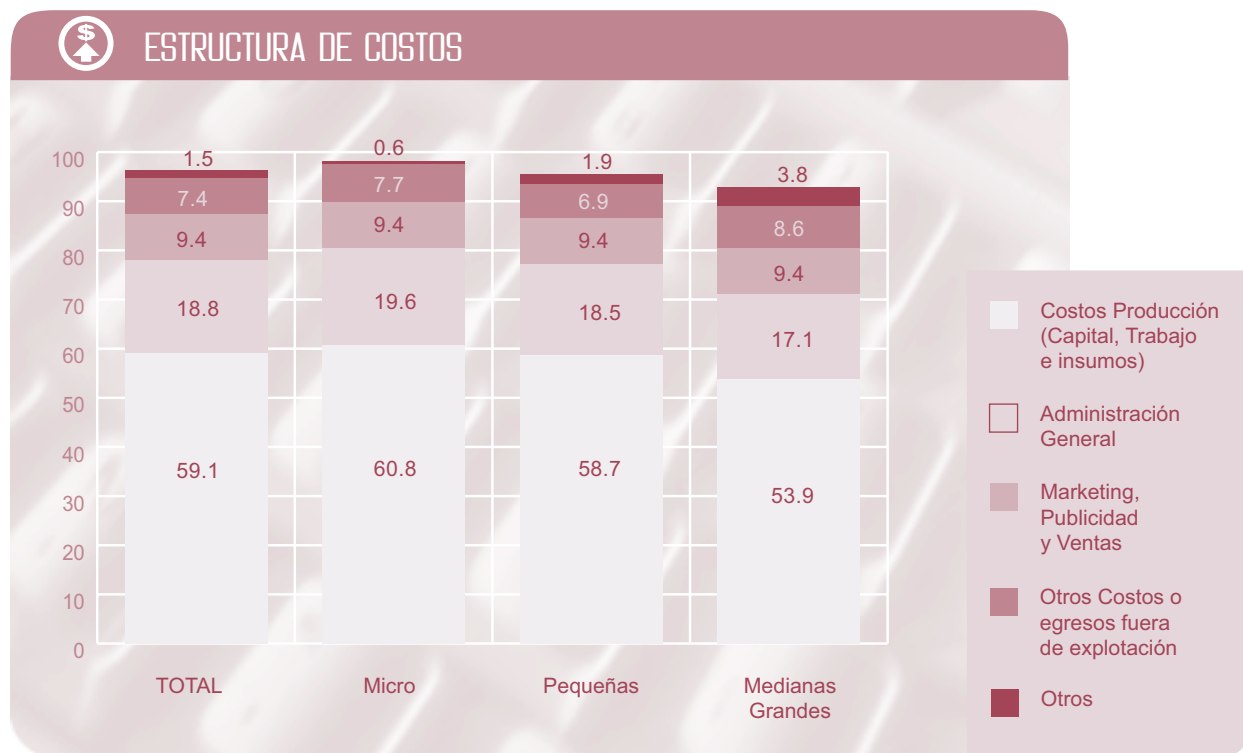 $
ESTRUCTURA DE COSTOS
100
90
80
70
60
50
40
30
20
10
0
1.5
7.4
9.4
18.8
59.1
0.6
7.7
9.4
19.6
60.8
1.9
6.9
9.4
18.5
58.7
3.8
8.6
9.4
17.1
53.9
TOTAL
Micro
Pequeñas
Medianas
Grandes
Costos Producción
(Capital, Trabajo
e insumos)
Administración
General
Marketing,
Publicidad
y Ventas
Otros Costos o
egresos fuera
de explotación
Otros